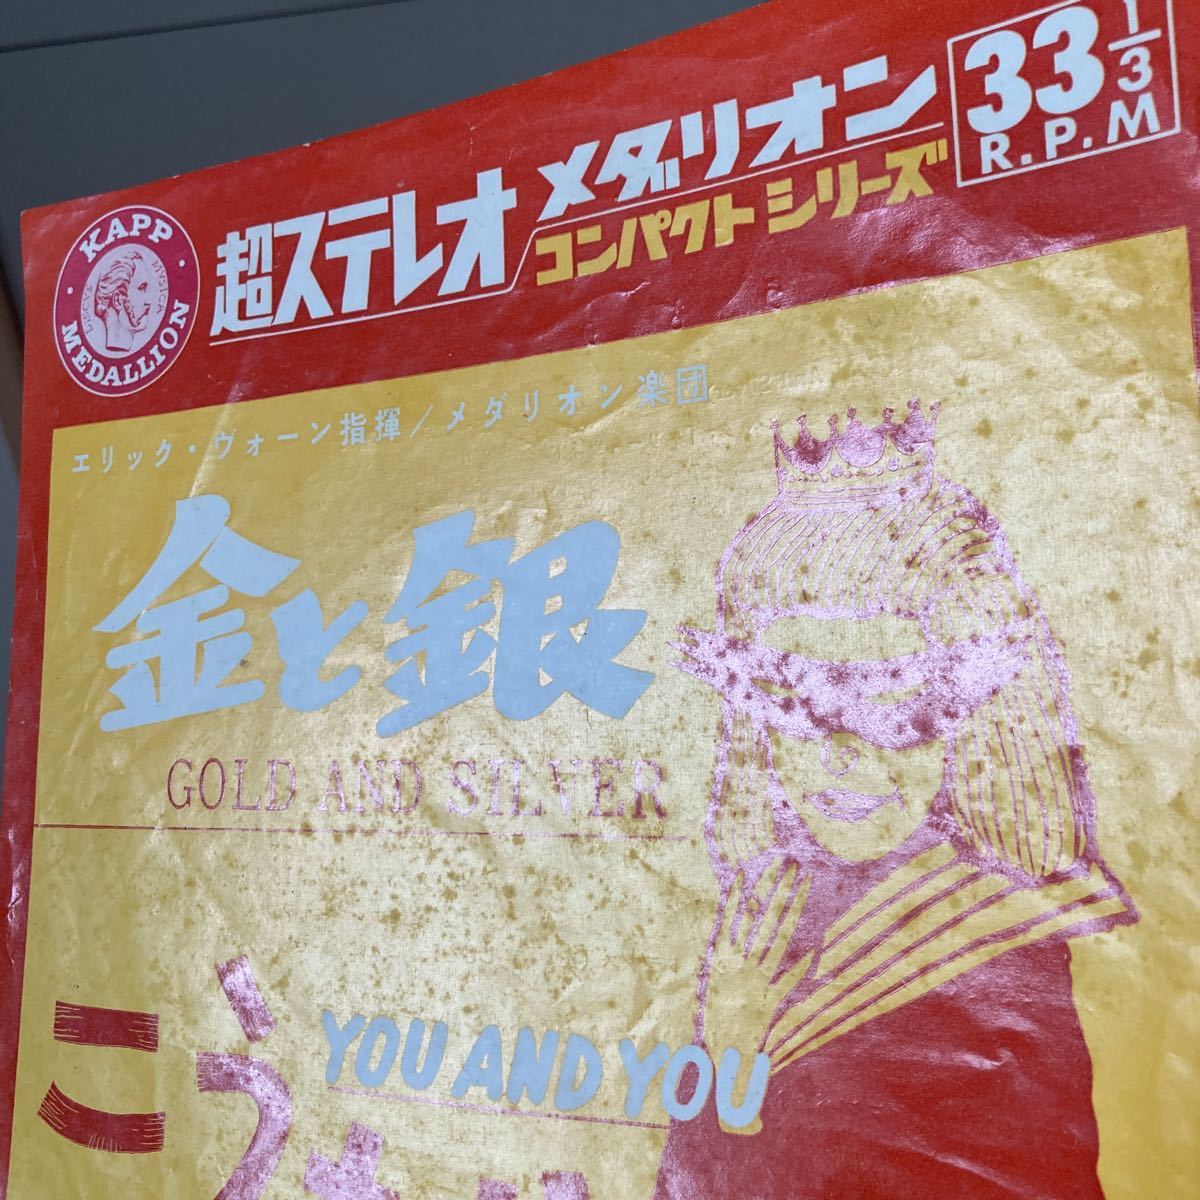 KAPP
MEDALLION
超ステレオ
メダリオン
コンパクトシリーズ
33 1/3
R.P.M
エリック・ヴォーン指揮/メダリオン楽団
金と銀
GOLD AND SILVER
YOU AND YOU
こう